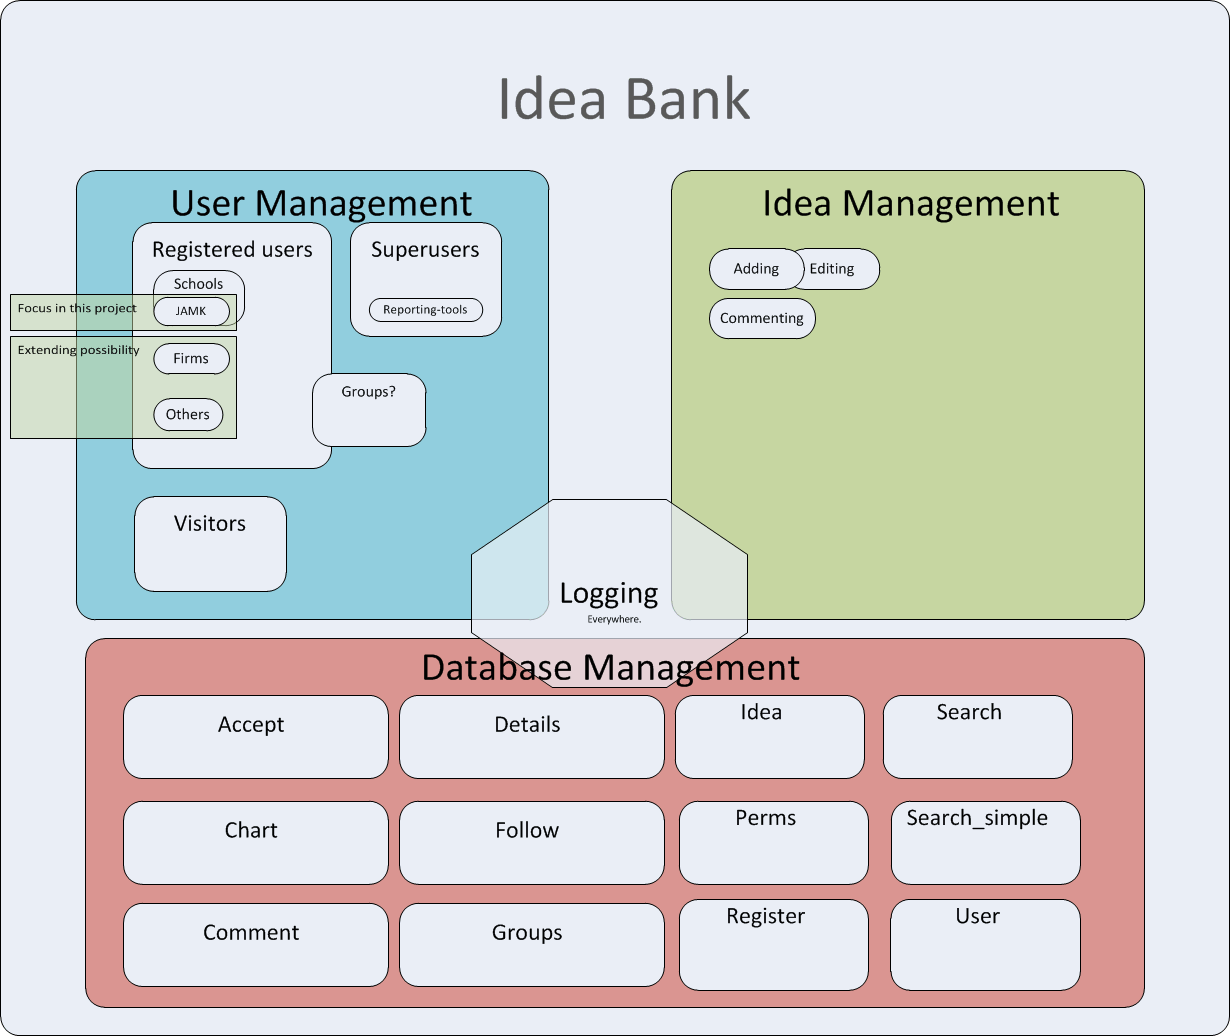 Idea Bank
User Management
Registered users
Schools
Focus in this project
JAMK
Extending possibility
Firms
Others
Superusers
Reporting-tools
Groups?
Visitors
Idea Management
Adding
Editing
Commenting
Logging
Everywhere.
Database Management
Accept
Details
Idea
Search
Chart
Follow
Perms
Search_simple
Comment
Groups
Register
User